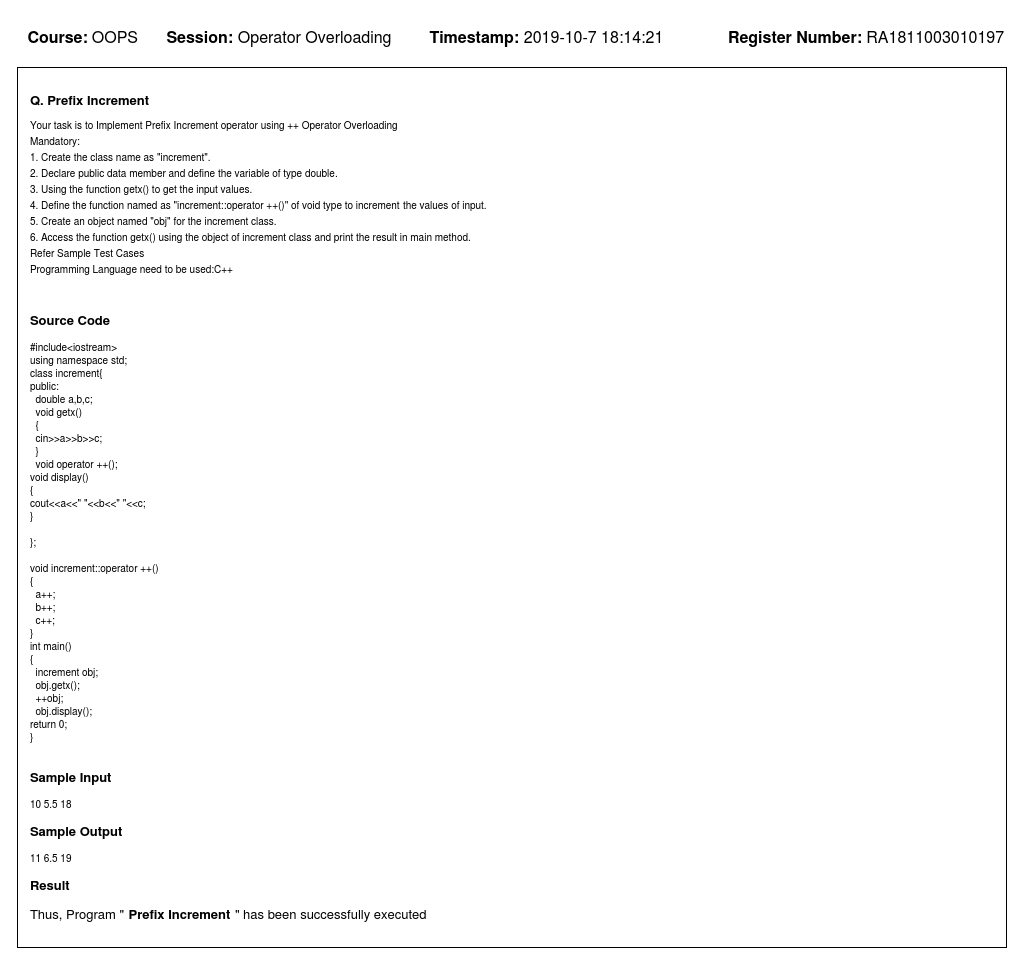 Course: OOPS Session: Operator Overloading Timestamp: 2019-10-7 18:14:21 Register Number: RA1811003010197
Q. Prefix Increment
Your task is to Implement Prefix Increment operator using ++ Operator Overloading
Mandatory:
1. Create the class name as "increment".
2. Declare public data member and define the variable of type double.
3. Using the function getx() to get the input values.
4. Define the function named as "increment::operator ++()" of void type to increment the values of input.
5. Create an object named "obj" for the increment class.
6. Access the function getx() using the object of increment class and print the result in main method.
Refer Sample Test Cases
Programming Language need to be used:C++
Source Code
#include<iostream>
using namespace std;
class increment{
public:
  double a,b,c;
  void getx()
  {
  cin>>a>>b>>c;
  }
  void operator ++();
void display()
{
cout<<a<<" "<<b<<" "<<c;
}
};
void increment::operator ++()
{
  a++;
  b++;
  c++;
}
int main()
{
  increment obj;
  obj.getx();
  ++obj;
  obj.display();
return 0;
}
Sample Input
10 5.5 18
Sample Output
11 6.5 19
Result
Thus, Program " Prefix Increment " has been successfully executed